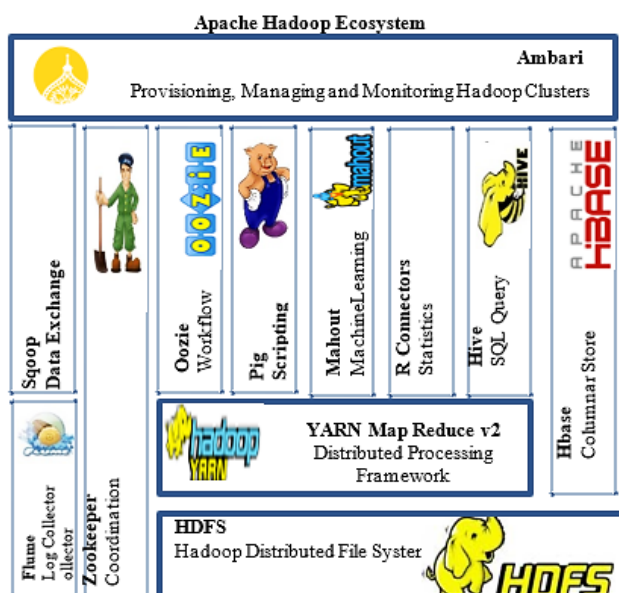 Apache Hadoop Ecosystem
Ambari
Provisioning, Managing and Monitoring Hadoop Clusters
Sqoop
Data Exchange
Zookeeper
Coordination
OOZIE
Oozie
Workflow
Pig
Scripting
mahout
Mahout
MachineLearning
R Connectors
Statistics
HIVE
Hive
SQL Query
APACHE
HBASE
Hbase
Columnar Store
Flume
Log Collector
ollector
hadoop
YARN
YARN Map Reduce v2
Distributed Processing
Framework
HDFS
Hadoop Distributed File Syster
HDFS